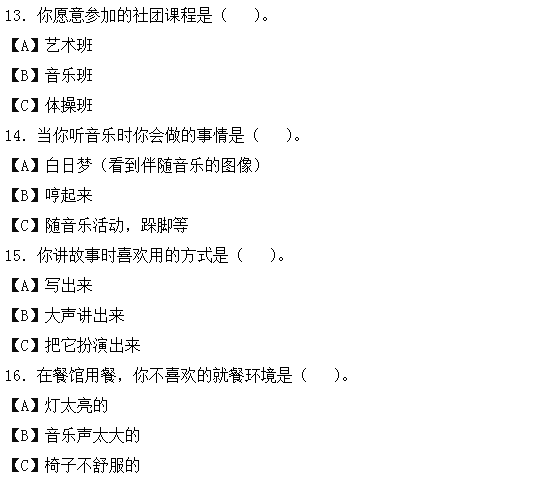 13．你愿意参加的社团课程是（   ）。
【A】艺术班
【B】音乐班
【C】体操班
14．当你听音乐时你会做的事情是（   ）。
【A】白日梦（看到伴随音乐的图像）
【B】哼起来
【C】随音乐活动，跺脚等
15．你讲故事时喜欢用的方式是（   ）。
【A】写出来
【B】大声讲出来
【C】把它扮演出来
16．在餐馆用餐，你不喜欢的就餐环境是（   ）。
【A】灯太亮的
【B】音乐声太大的
【C】椅子不舒服的